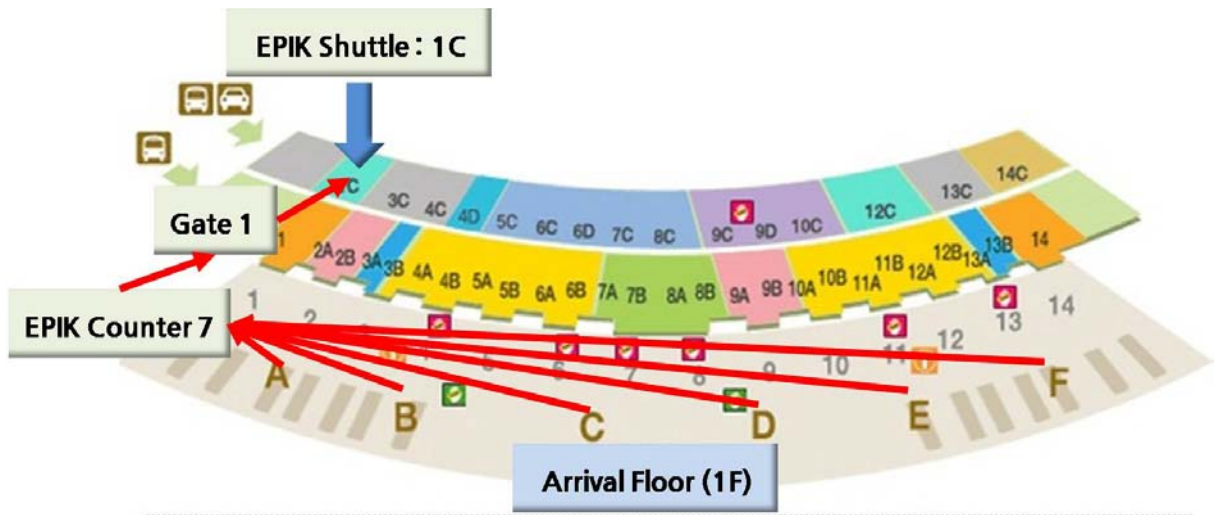 EPIK Shuttle : 1C
C
3C
4C
4D
5C
6C
6D
7C
8C
9C
9D
10C
12C
13C
14C
Gate 1
1
2A
2B
3A
3B
4A
4B
5A
5B
6A
6B
7A
7B
8A
8B
9A
9B
10A
10B
11A
11B
12A
12B
13A
13B
14
EPIK Counter 7
1
2
6
7
8
9
10
11
12
13
14
A
B
C
D
E
F
Arrival Floor (1F)